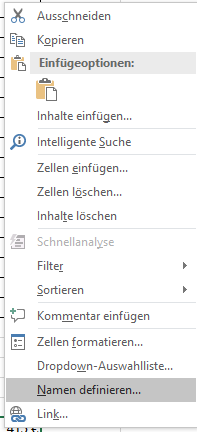 Ausschneiden
Kopieren
Einfügeoptionen:
Inhalte einfügen...
Intelligente Suche
Zellen einfügen...
Zellen löschen...
Inhalte löschen
Schnellanalyse
Filter
Sortieren
Kommentar einfügen
Zellen formatieren...
Dropdown-Auswahlliste...
Namen definieren...
Link...